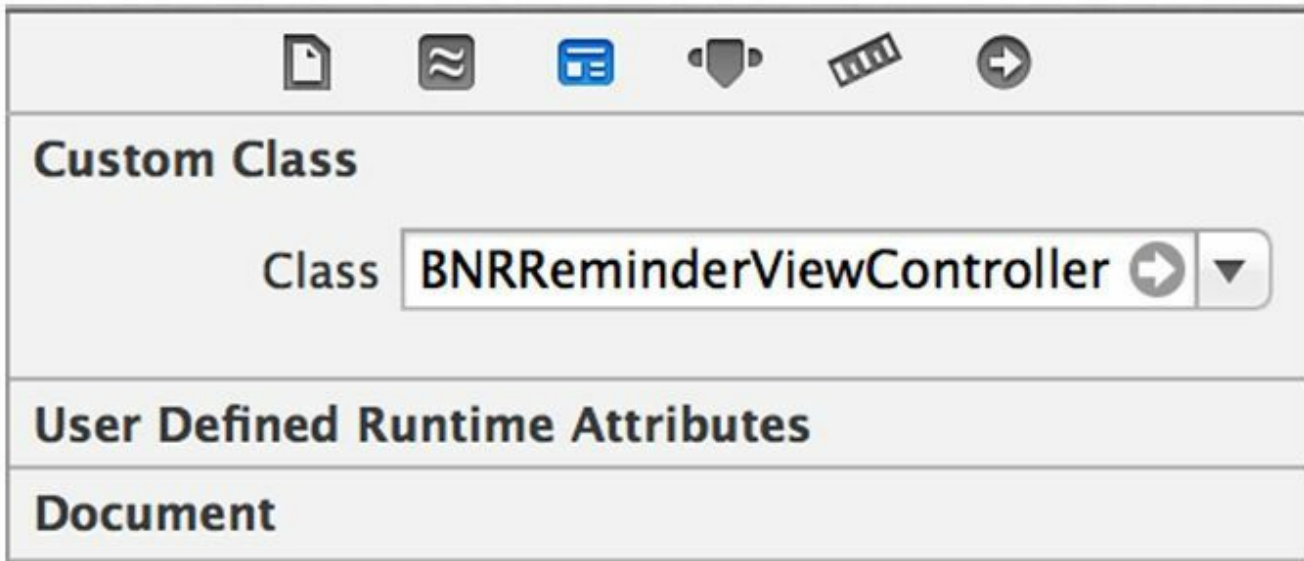 Custom Class
Class BNRReminderViewController
User Defined Runtime Attributes
Document